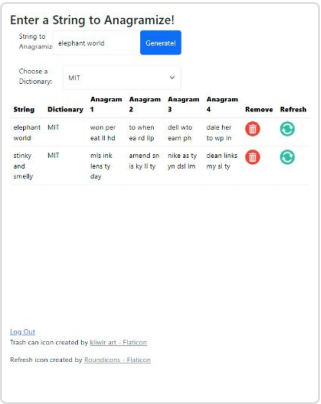 Enter a String to Anagramize!
String to
Anagramize:
elephant world
Generate!
Choose a
Dictionary:
MIT
String Dictionary Anagram 1 Anagram 2 Anagram 3 Anagram 4 Remove Refresh
elephant world MIT won per eat ll hd to when ea rd llp dell wto eam ph dale her to wp ln
stinky and smelly MIT mls ink lens ty day amend sn is ky ll ty nike as ty yn dsl lm clean links my sl ty
Log Out
Trash can icon created by kliwir art - Flaticon
Refresh icon created by Roundicons - Flaticon